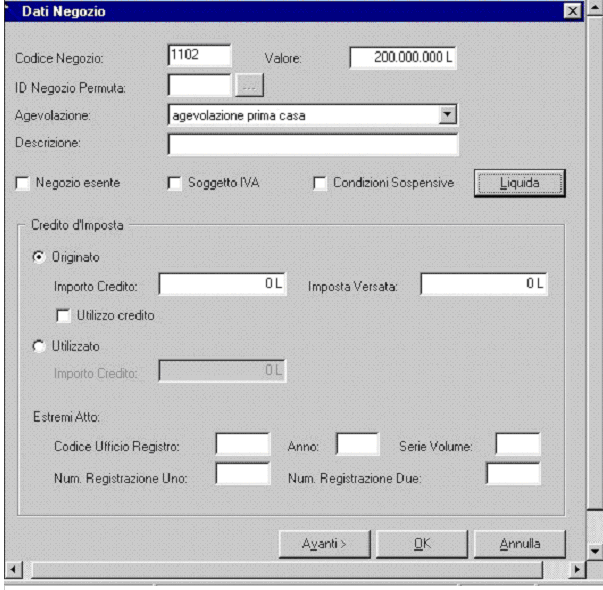 Dati Negozio
Codice Negozio: 1102 Valore: 200.000.000 L
ID Negozio Permuta: ...
Agevolazione: agevolazione prima casa
Descrizione:
Negozio esente Soggetto IVA Condizioni Sospensive Liquida
Credito d'Imposta
Originato
Importo Credito: 0 L Imposta Versata: 0 L
Utilizzo credito
Utilizzato
Importo Credito: 0 L
Estremi Atto:
Codice Ufficio Registro: Anno: Serie Volume:
Num. Registrazione Uno: Num. Registrazione Due:
Avanti > OK Annulla